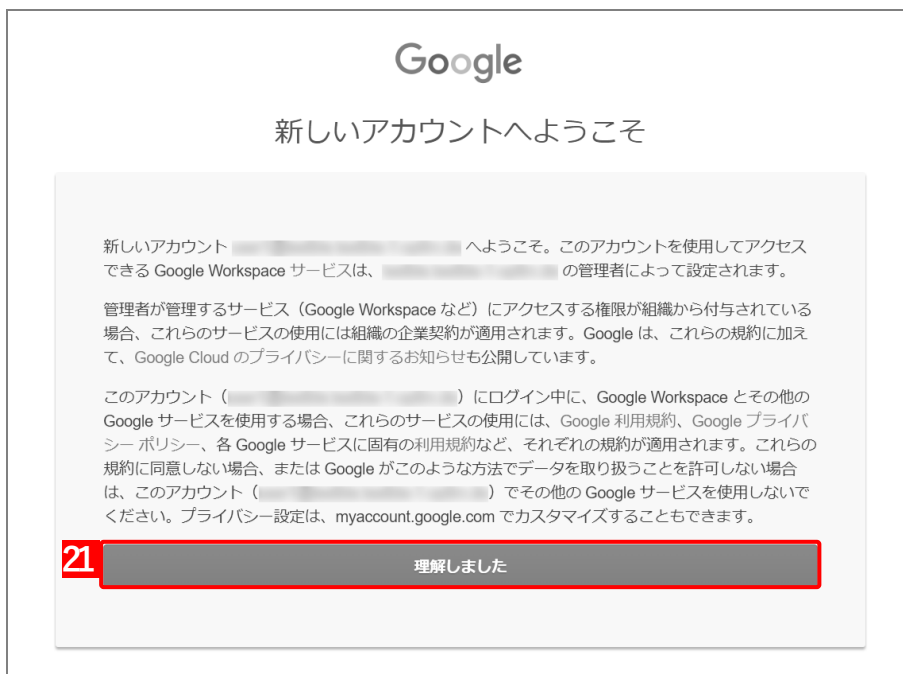 Google
新しいアカウントへようこそ
新しいアカウント へようこそ。このアカウントを使用してアクセス
できる Google Workspace サービスは、 の管理者によって設定されます。
管理者が管理するサービス（Google Workspace など）にアクセスする権限が組織から付与されている
場合、これらのサービスの使用には組織の企業契約が適用されます。Google は、これらの規約に加え
て、Google Cloud のプライバシーに関するお知らせも公開しています。
このアカウント（ ）にログイン中に、Google Workspace とその他の
Google サービスを使用する場合、これらのサービスの使用には、Google 利用規約、Google プライバ
シー ポリシー、各 Google サービスに固有の利用規約など、それぞれの規約が適用されます。これらの
規約に同意しない場合、または Google がこのような方法でデータを取り扱うことを許可しない場合
は、このアカウント（ ）でその他の Google サービスを使用しないで
ください。プライバシー設定は、myaccount.google.com でカスタマイズすることもできます。
21 理解しました